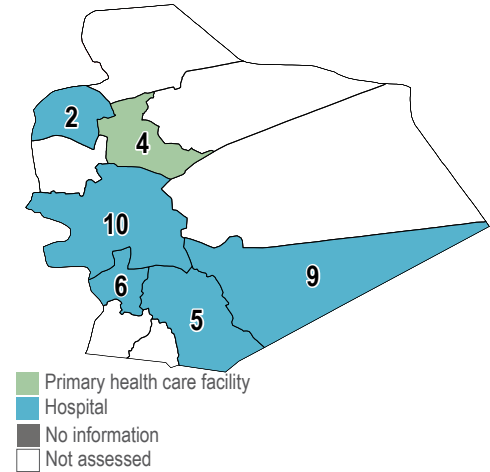 2
4
10
9
6
5
Primary health care facility
Hospital
No information
Not assessed